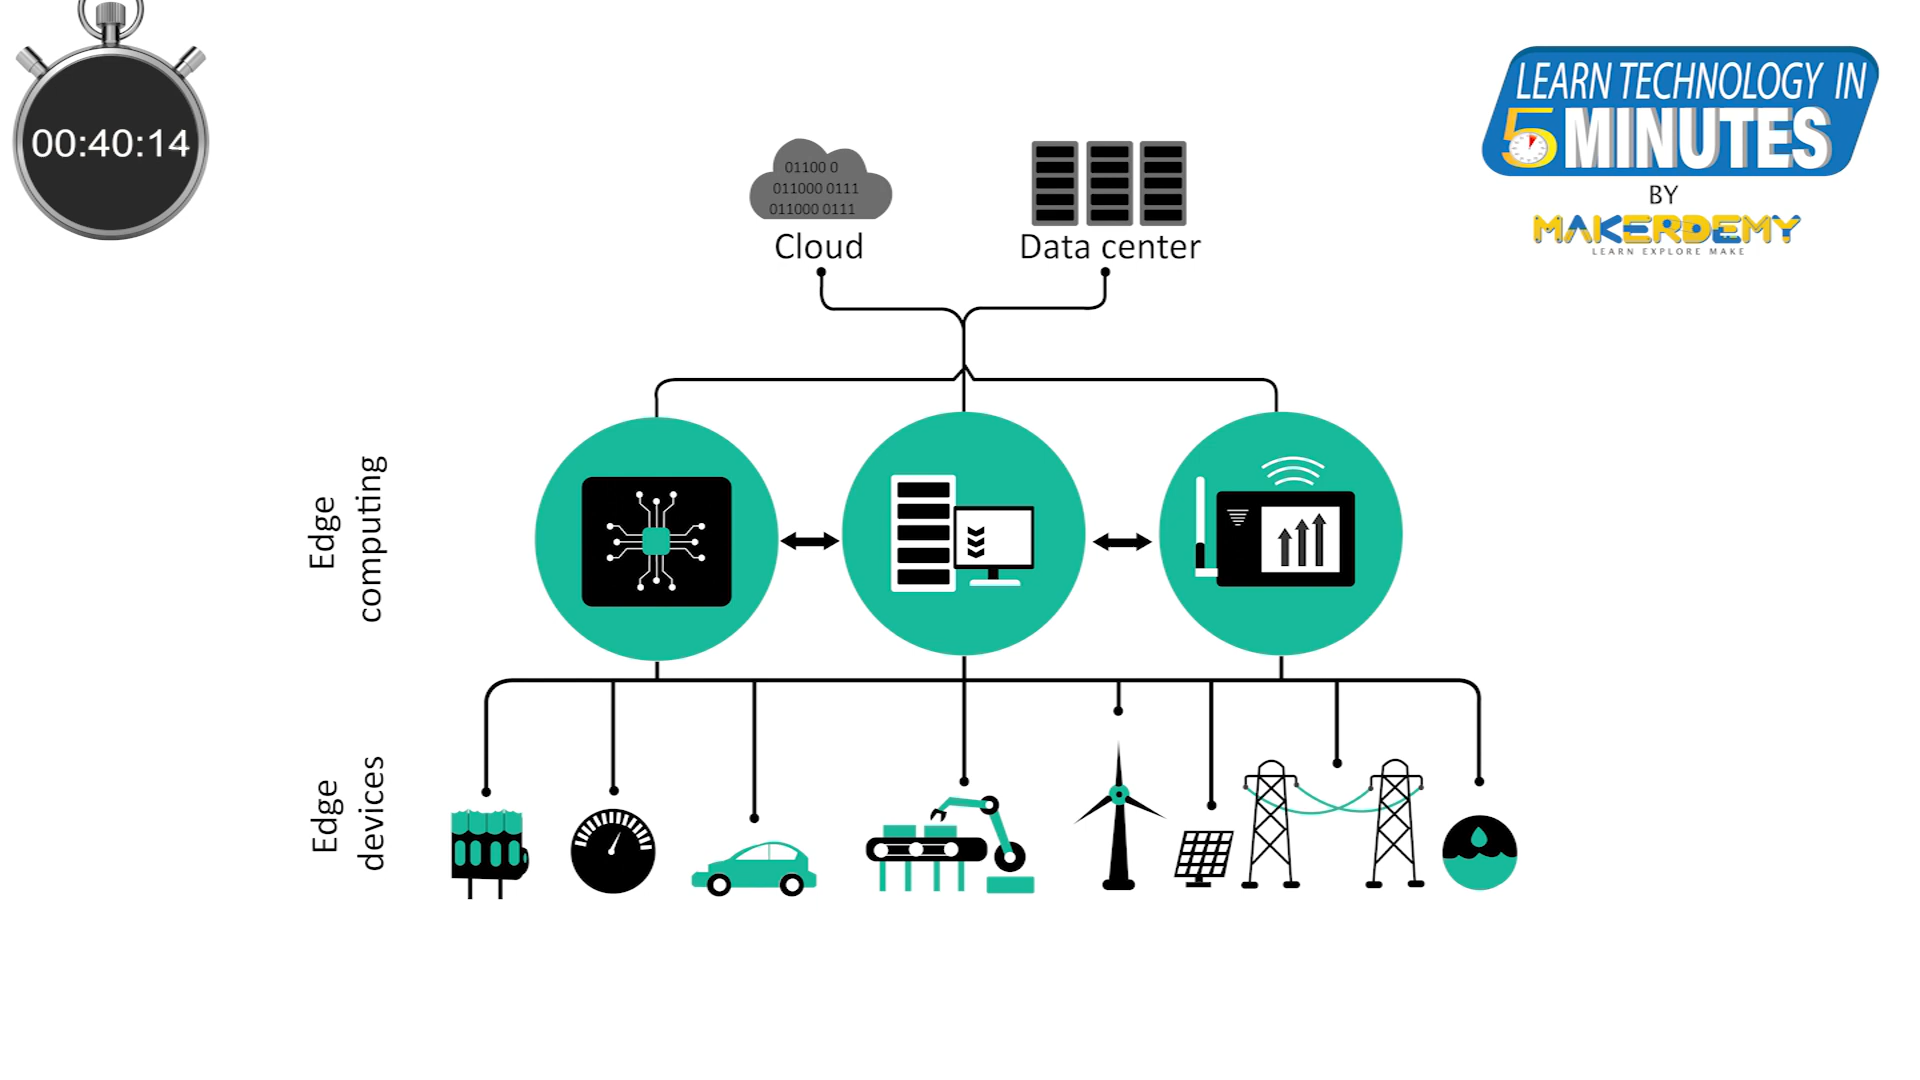 00:40:14
LEARN TECHNOLOGY IN
5 MINUTES
BY
MAKERDEMY
LEARN EXPLORE MAKE
01100 0
011000 0111
011000 0111
Cloud
Data center
Edge
computing
Edge
devices